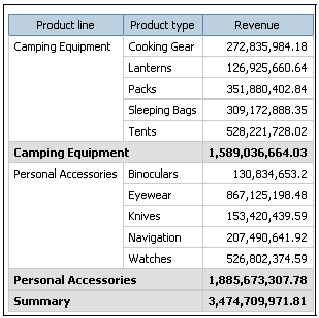 Product line Product type Revenue
Camping Equipment Cooking Gear 272,835,984.18
Lanterns 126,925,660.64
Packs 351,880,402.84
Sleeping Bags 309,172,888.35
Tents 528,221,728.02
Camping Equipment 1,589,036,664.03
Personal Accessories Binoculars 130,834,653.2
Eyewear 867,125,198.48
Knives 153,420,439.59
Navigation 207,490,641.92
Watches 526,802,374.59
Personal Accessories 1,885,673,307.78
Summary 3,474,709,971.81